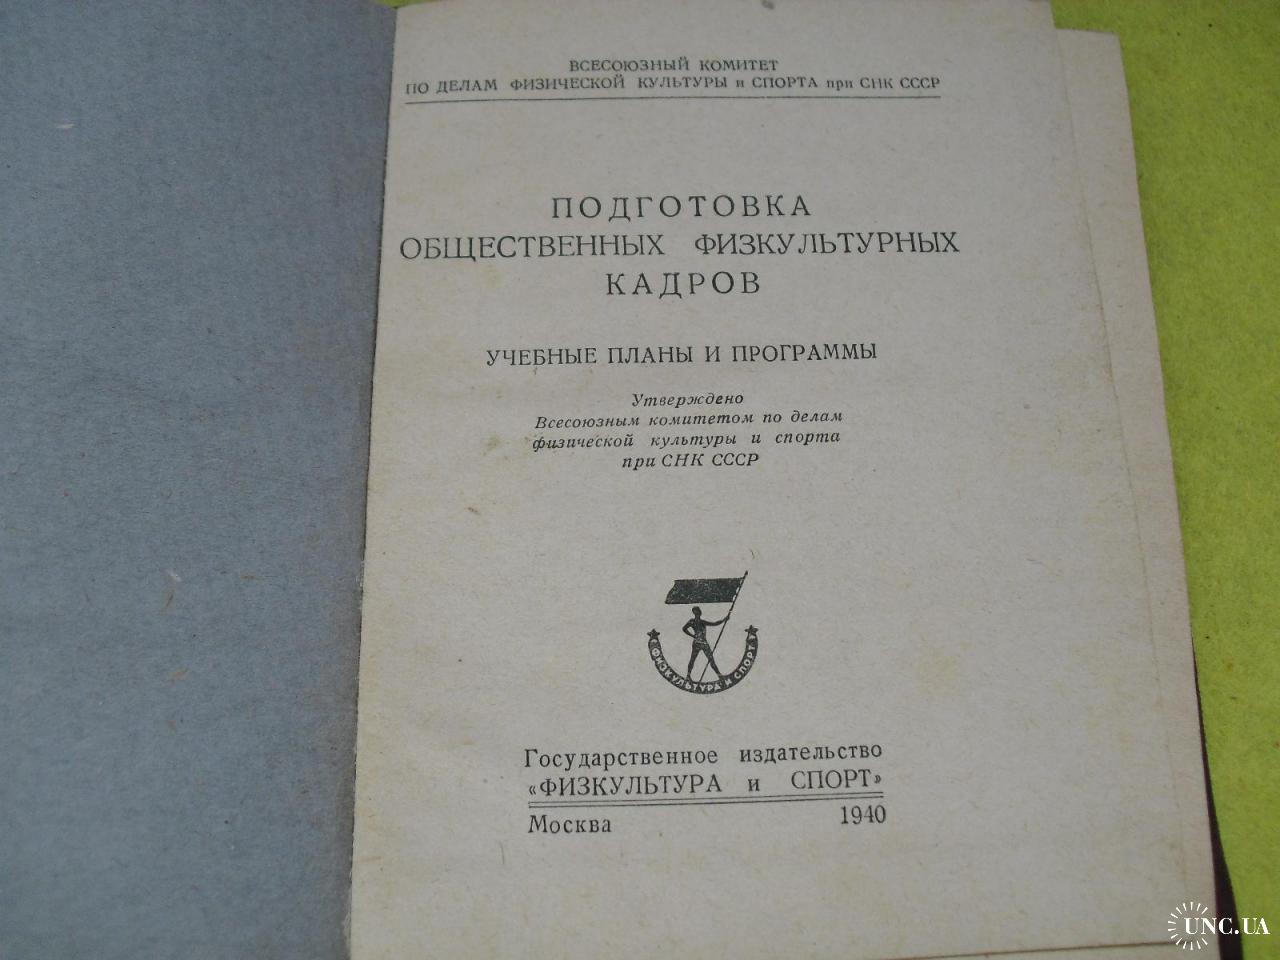 ВСЕСОЮЗНЫЙ КОМИТЕТ
ПО ДЕЛАМ ФИЗИЧЕСКОЙ КУЛЬТУРЫ и СПОРТА при СНК СССР
ПОДГОТОВКА
ОБЩЕСТВЕННЫХ ФИЗКУЛЬТУРНЫХ
КАДРОВ
УЧЕБНЫЕ ПЛАНЫ И ПРОГРАММЫ
Утверждено
Всесоюзным комитетом по делам
физической культуры и спорта
при СНК СССР
ФИЗКУЛЬТУРА И СПОРТ
Государственное издательство
«ФИЗКУЛЬТУРА и СПОРТ»
Москва 1940
UNC.UA